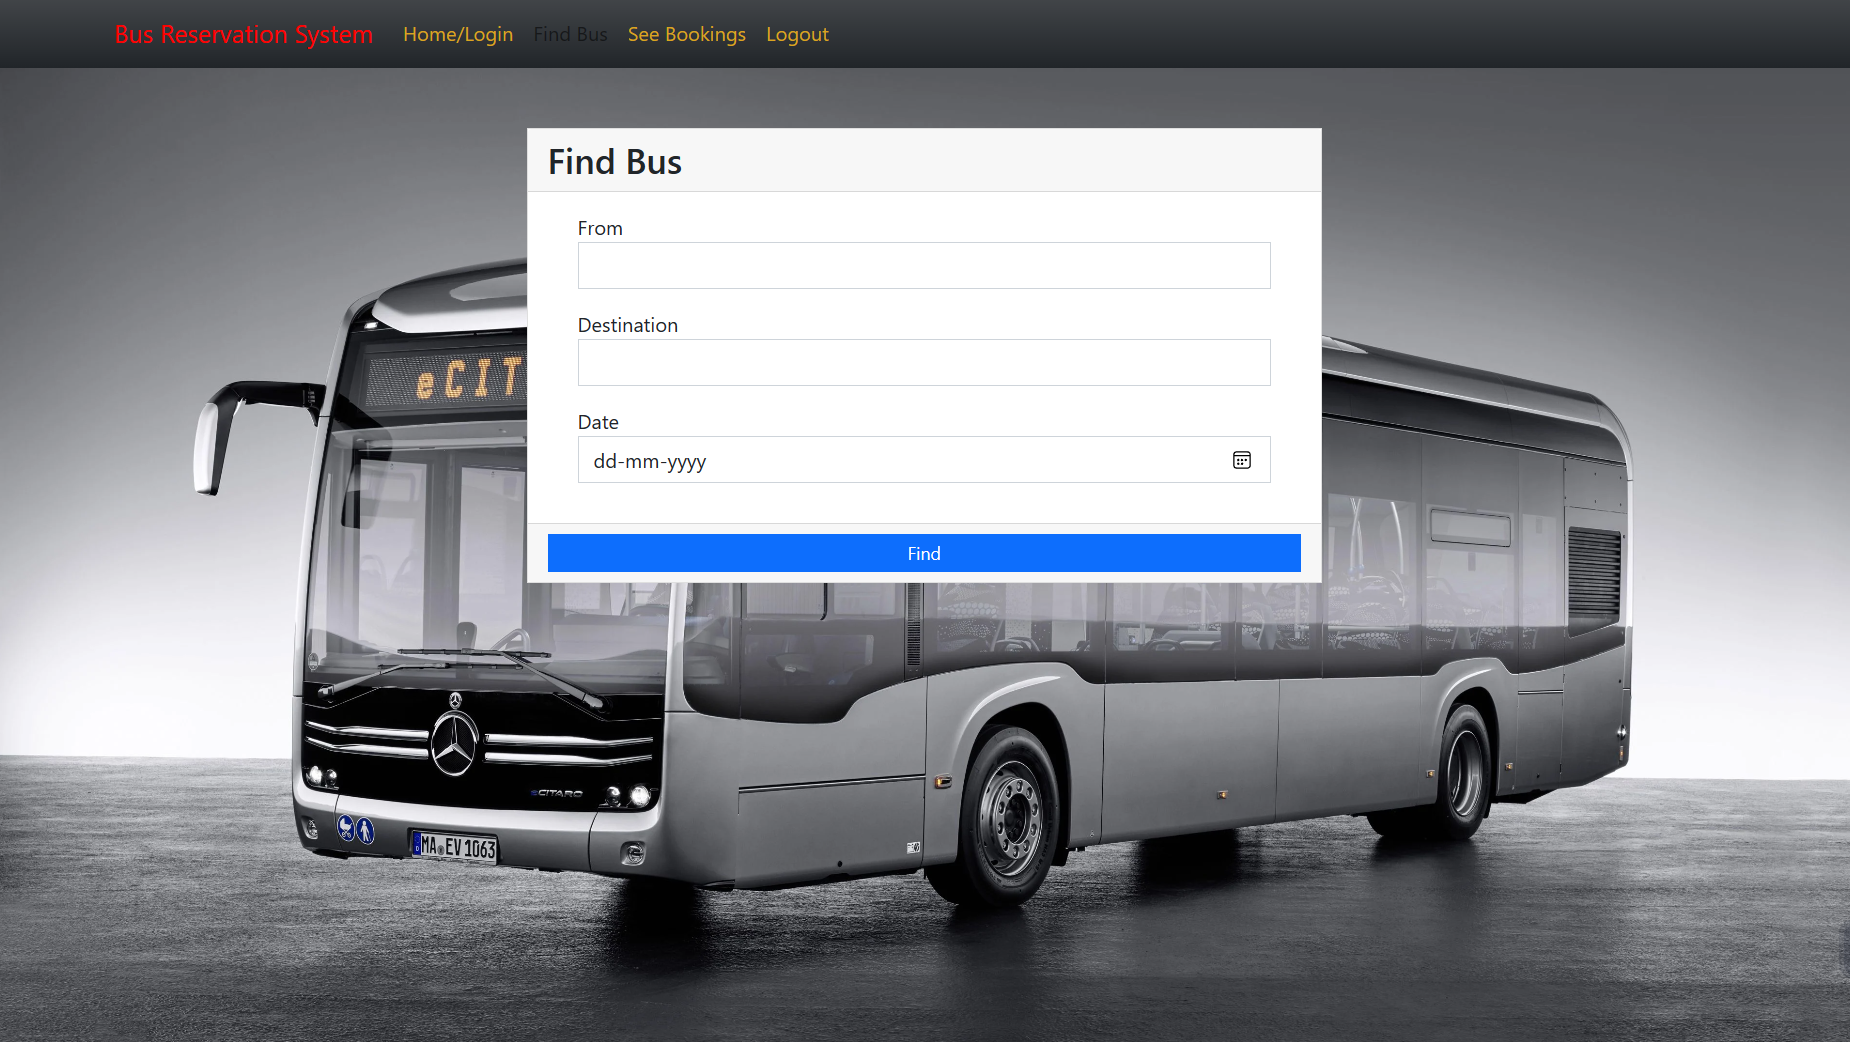 Bus Reservation System Home/Login Find Bus See Bookings Logout
Find Bus
From
Destination
Date
dd-mm-yyyy
Find
eCIT
eCITARO
MA EV 1063